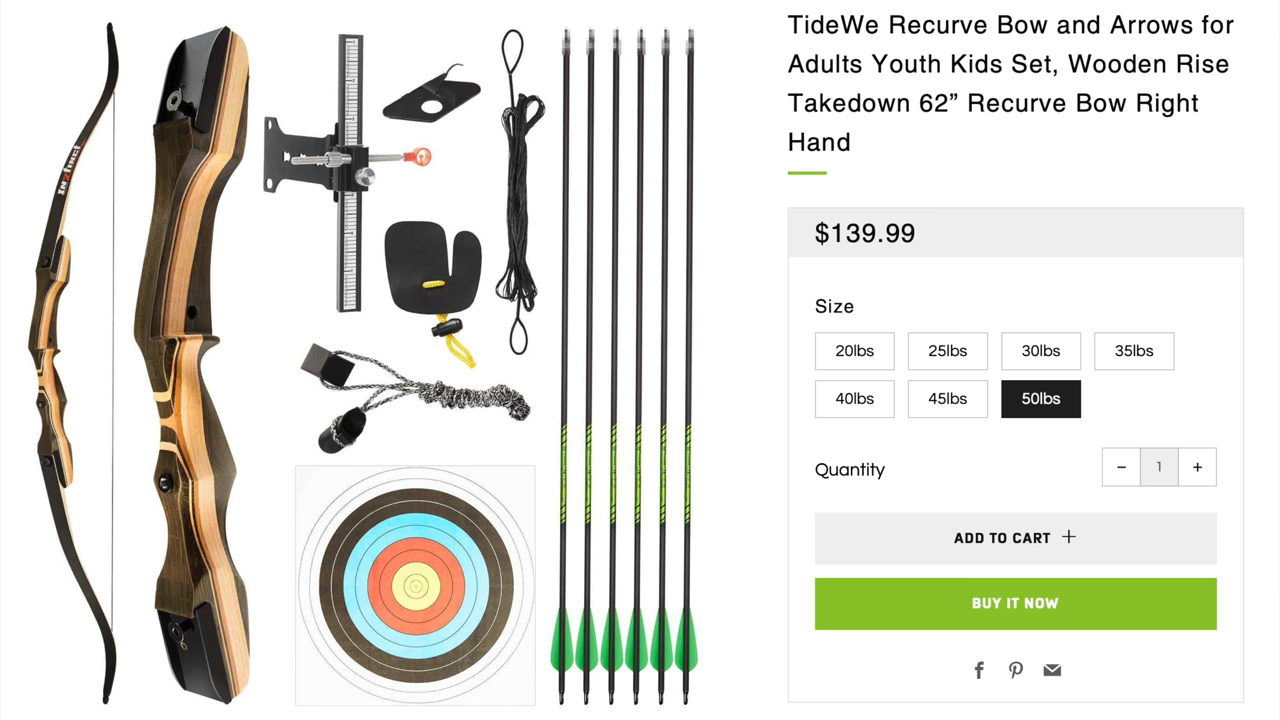 TideWe Recurve Bow and Arrows for
Adults Youth Kids Set, Wooden Rise
Takedown 62” Recurve Bow Right
Hand
$139.99
Size
20lbs 25lbs 30lbs 35lbs
40lbs 45lbs 50lbs
Quantity
− 1 +
ADD TO CART +
BUY IT NOW